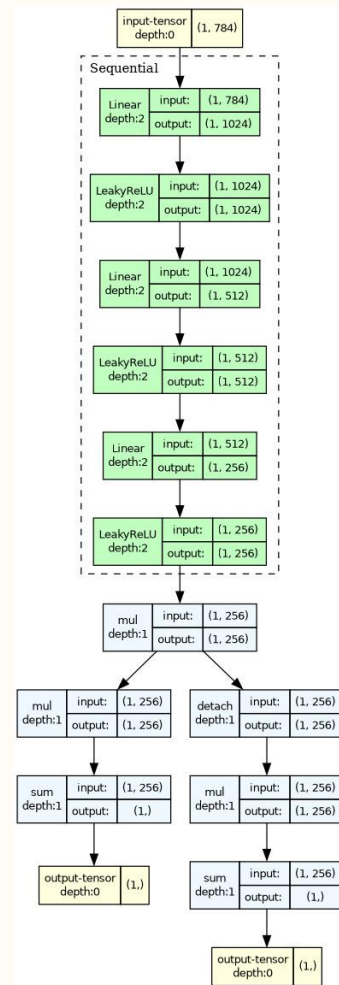 input-tensor
depth:0
(1, 784)
Sequential
Linear
depth:2
input:
(1, 784)
output:
(1, 1024)
LeakyReLU
depth:2
input:
(1, 1024)
output:
(1, 1024)
Linear
depth:2
input:
(1, 1024)
output:
(1, 512)
LeakyReLU
depth:2
input:
(1, 512)
output:
(1, 512)
Linear
depth:2
input:
(1, 512)
output:
(1, 256)
LeakyReLU
depth:2
input:
(1, 256)
output:
(1, 256)
mul
depth:1
input:
(1, 256)
output:
(1, 256)
mul
depth:1
input:
(1, 256)
output:
(1, 256)
detach
depth:1
input:
(1, 256)
output:
(1, 256)
sum
depth:1
input:
(1, 256)
output:
(1,)
mul
depth:1
input:
(1, 256)
output:
(1, 256)
output-tensor
depth:0
(1,)
sum
depth:1
input:
(1, 256)
output:
(1,)
output-tensor
depth:0
(1,)